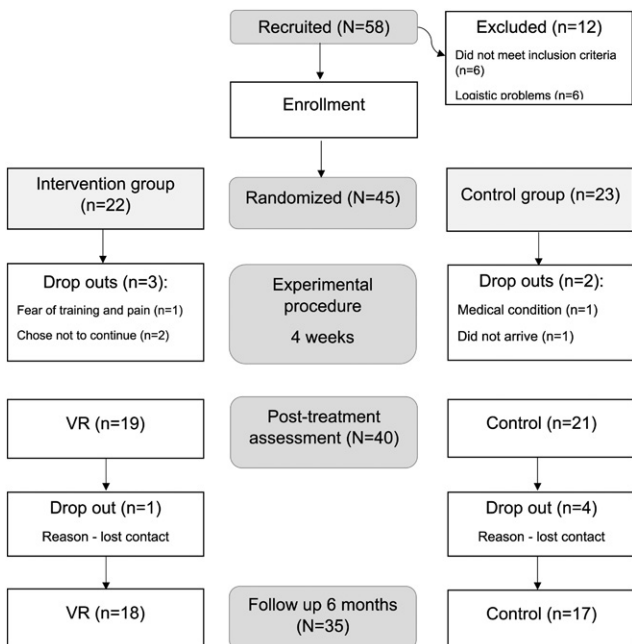 Recruited (N=58)
Excluded (n=12)
Did not meet inclusion criteria
(n=6)
Logistic problems (n=6)
Enrollment
Intervention group
(n=22)
Randomized (N=45)
Control group (n=23)
Drop outs (n=3):
Fear of training and pain (n=1)
Chose not to continue (n=2)
Experimental
procedure
4 weeks
Drop outs (n=2):
Medical condition (n=1)
Did not arrive (n=1)
VR (n=19)
Post-treatment
assessment (N=40)
Control (n=21)
Drop out (n=1)
Reason - lost contact
Drop out (n=4)
Reason - lost contact
VR (n=18)
Follow up 6 months
(N=35)
Control (n=17)